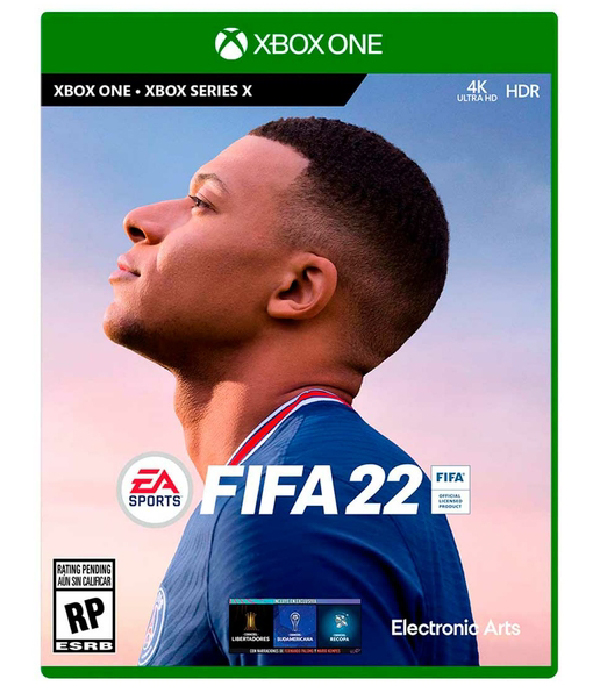 XBOX ONE
XBOX ONE • XBOX SERIES X
4K
ULTRA HD
HDR
EA
SPORTS
FIFA 22
FIFA
OFFICIAL
LICENSED
PRODUCT
RATING PENDING
AÚN SIN CALIFICAR
RP
ESRB
LIBERTADORES
SUDAMERICANA
RECOPA
Electronic Arts